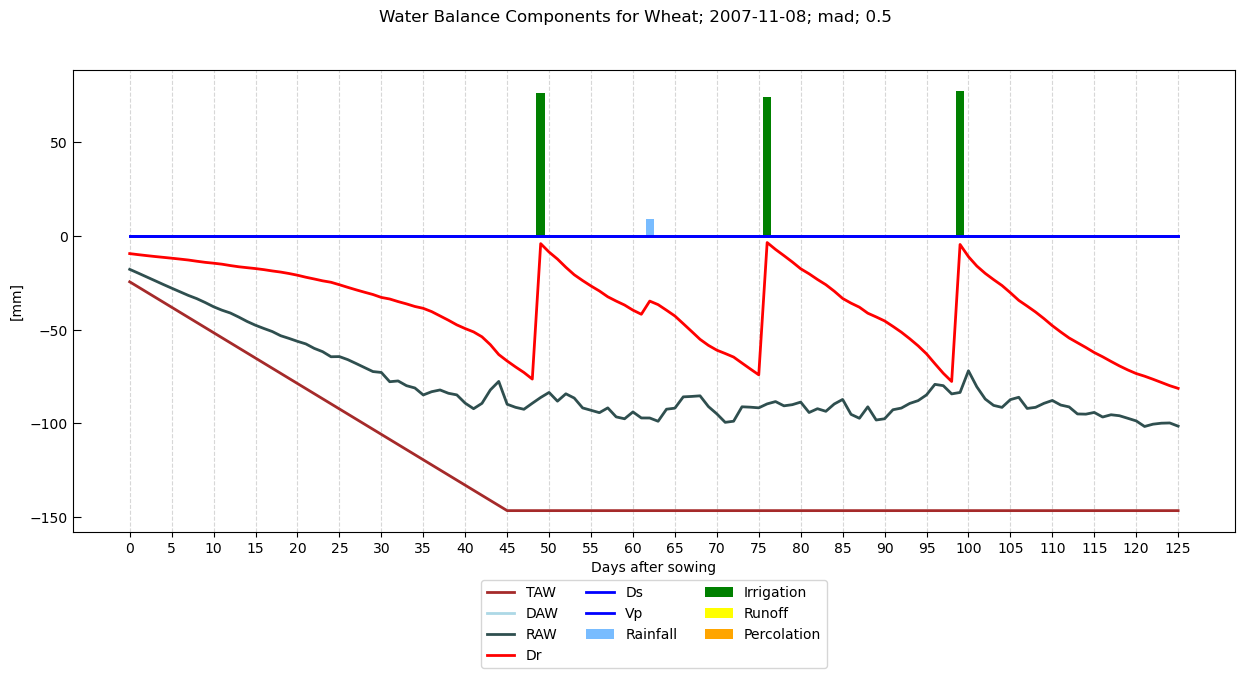 Water Balance Components for Wheat; 2007-11-08; mad; 0.5
[mm]
50
0
−50
−100
−150
0 5 10 15 20 25 30 35 40 45 50 55 60 65 70 75 80 85 90 95 100 105 110 115 120 125
Days after sowing
TAW Ds Irrigation
DAW Vp Runoff
RAW Rainfall Percolation
Dr